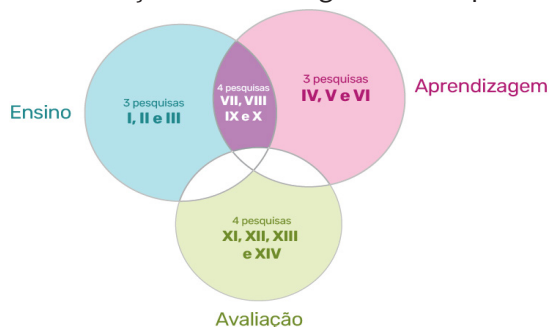 Ensino
3 pesquisas
I, II e III
4 pesquisas
VII, VIII
IX e X
3 pesquisas
IV, V e VI
Aprendizagem
4 pesquisas
XI, XII, XIII
e XIV
Avaliação